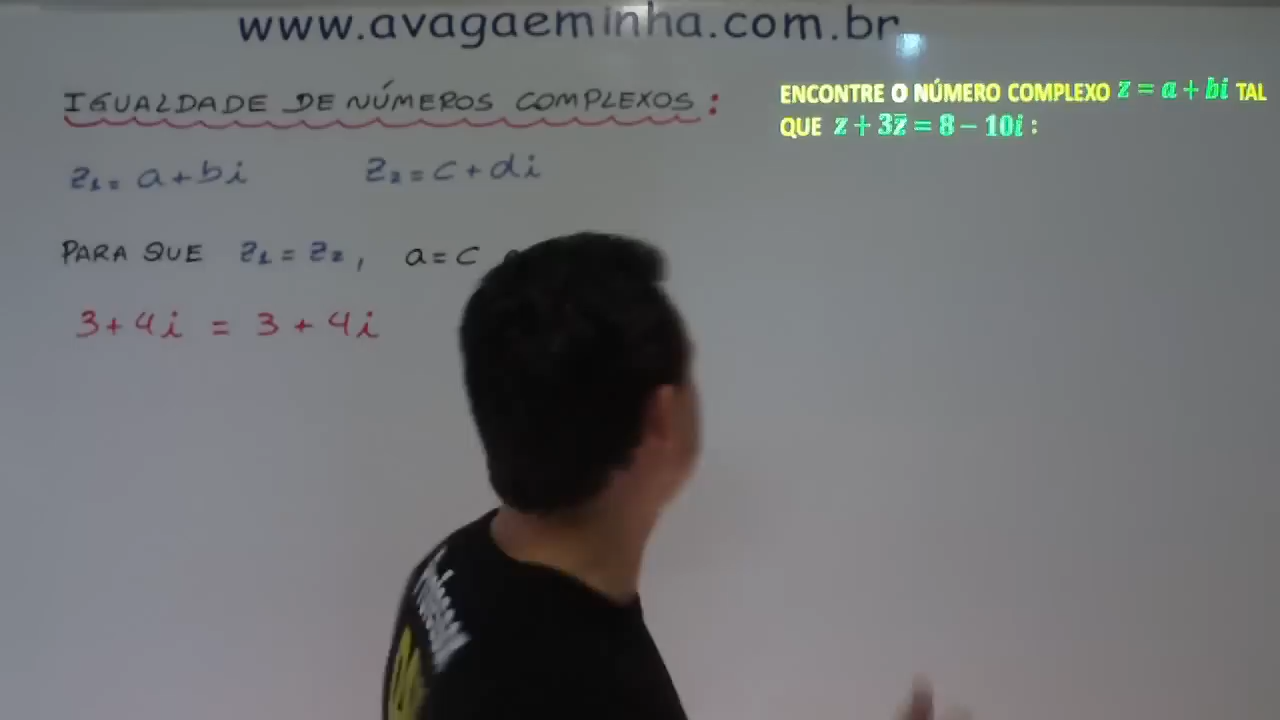 www.avagaeminha.com.br
IGUALDADE DE NÚMEROS COMPLEXOS:
z₁ = a + bi z₂ = c + di
PARA QUE z₁ = z₂, a = c
3 + 4i = 3 + 4i
ENCONTRE O NÚMERO COMPLEXO z = a + bi TAL
QUE z + 3z̄ = 8 − 10i :
Professor